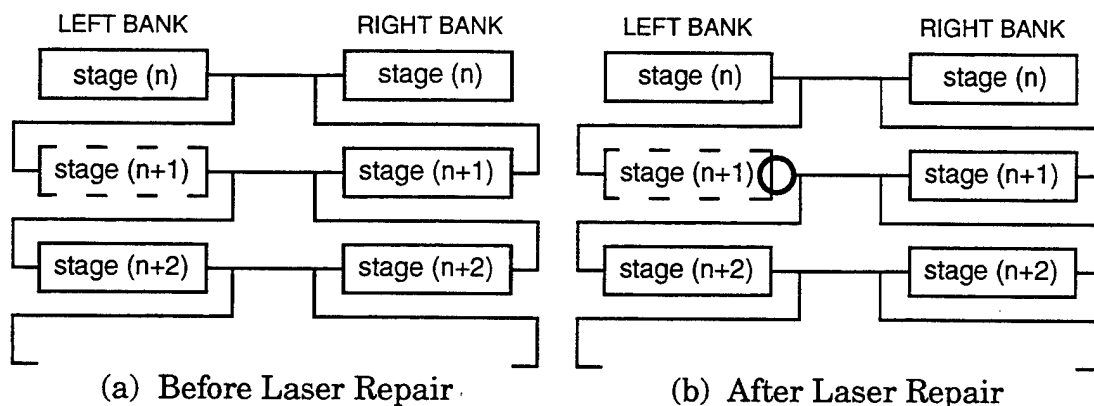 LEFT BANK
RIGHT BANK
stage (n)
stage (n)
stage (n+1)
stage (n+1)
stage (n+2)
stage (n+2)
(a) Before Laser Repair
LEFT BANK
RIGHT BANK
stage (n)
stage (n)
stage (n+1)
stage (n+1)
stage (n+2)
stage (n+2)
(b) After Laser Repair